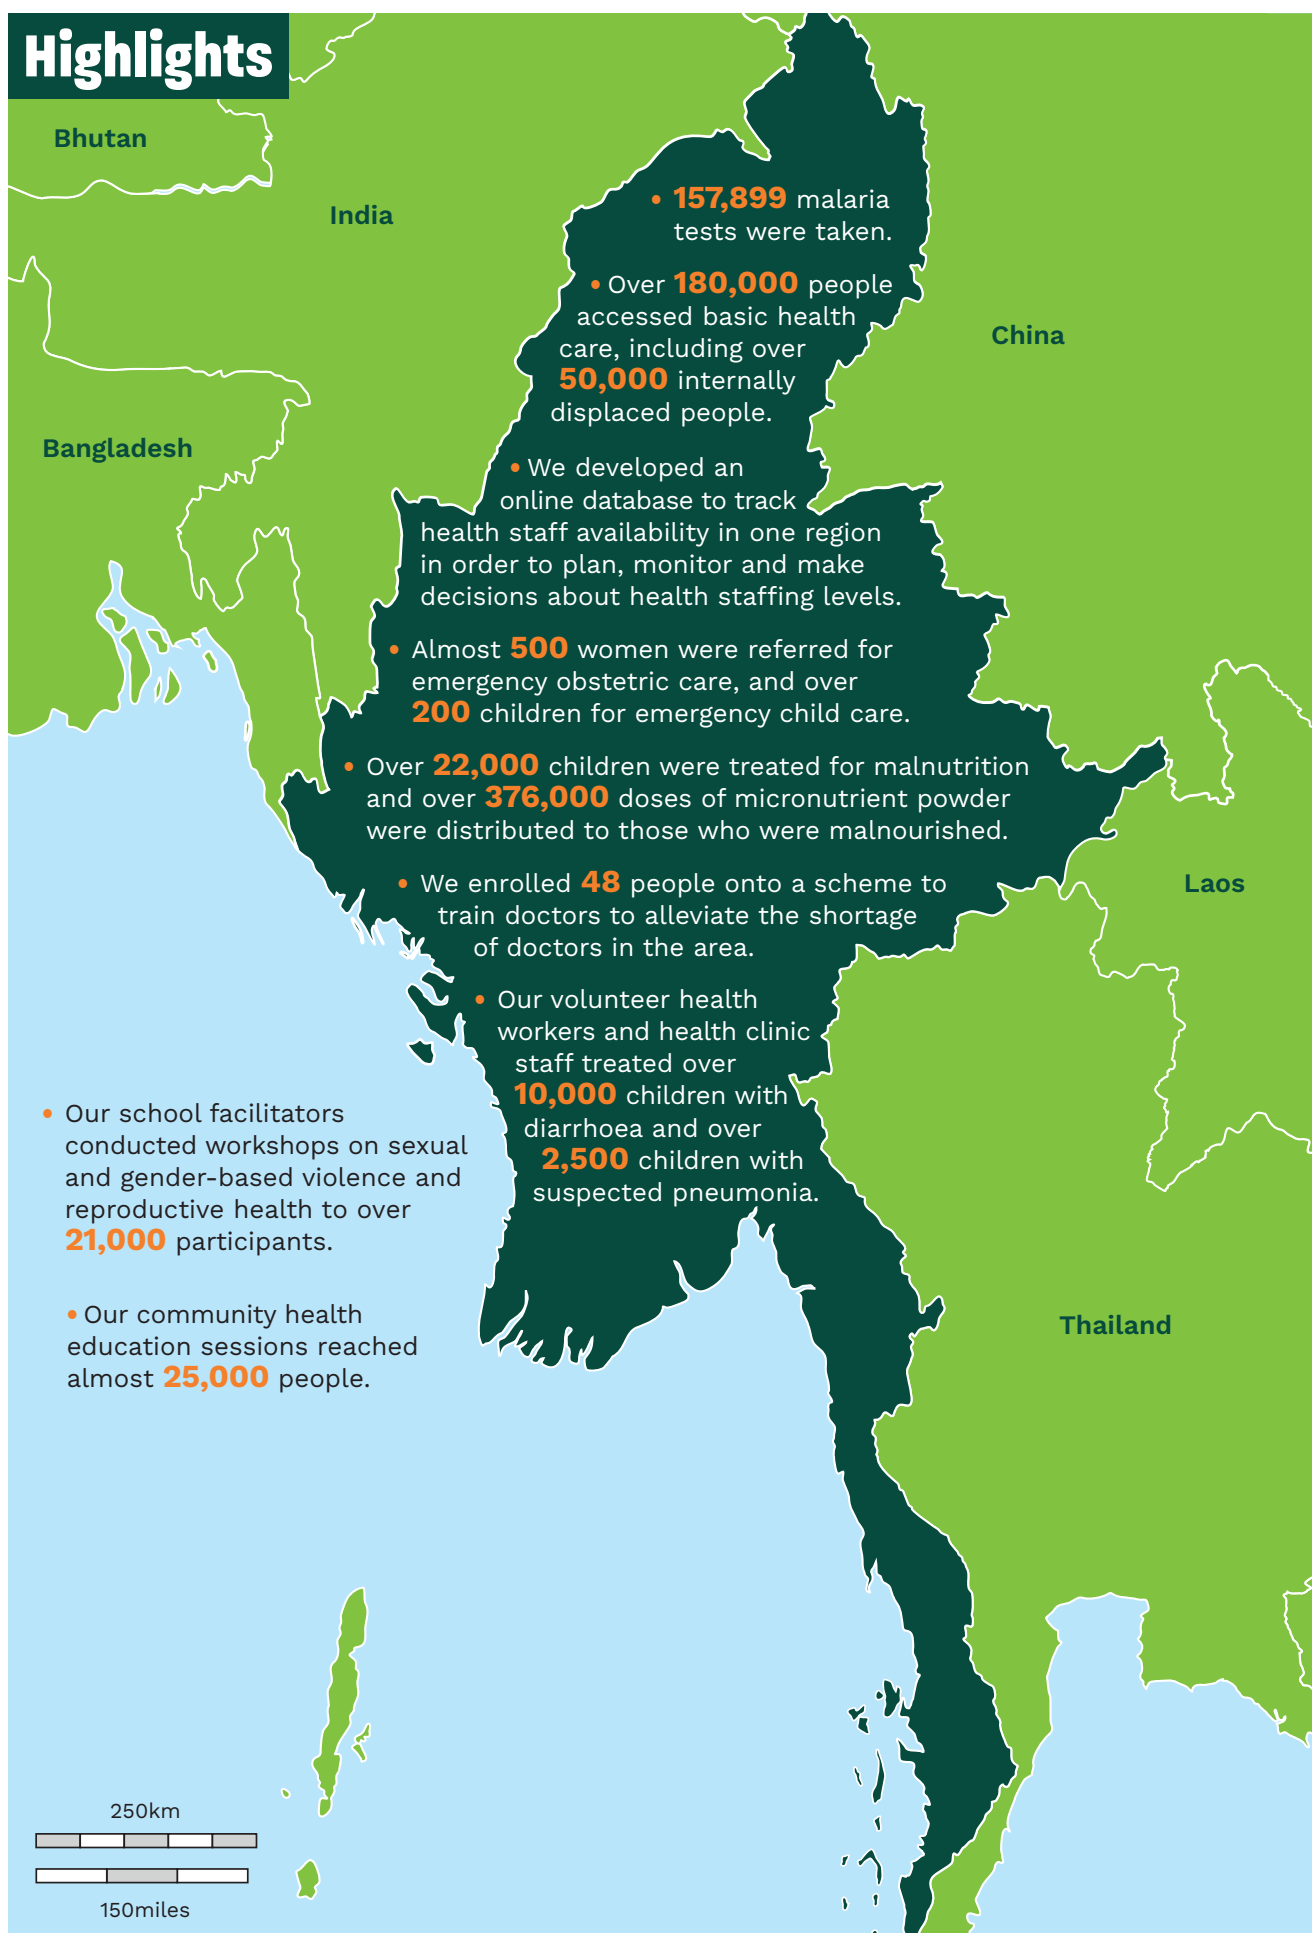 Highlights
Bhutan
India
China
Bangladesh
Laos
Thailand
• 157,899 malaria
tests were taken.
• Over 180,000 people
accessed basic health
care, including over
50,000 internally
displaced people.
• We developed an
online database to track
health staff availability in one region
in order to plan, monitor and make
decisions about health staffing levels.
• Almost 500 women were referred for
emergency obstetric care, and over
200 children for emergency child care.
• Over 22,000 children were treated for malnutrition
and over 376,000 doses of micronutrient powder
were distributed to those who were malnourished.
• We enrolled 48 people onto a scheme to
train doctors to alleviate the shortage
of doctors in the area.
• Our volunteer health
workers and health clinic
staff treated over
10,000 children with
diarrhoea and over
2,500 children with
suspected pneumonia.
• Our school facilitators
conducted workshops on sexual
and gender-based violence and
reproductive health to over
21,000 participants.
• Our community health
education sessions reached
almost 25,000 people.
250km
150miles